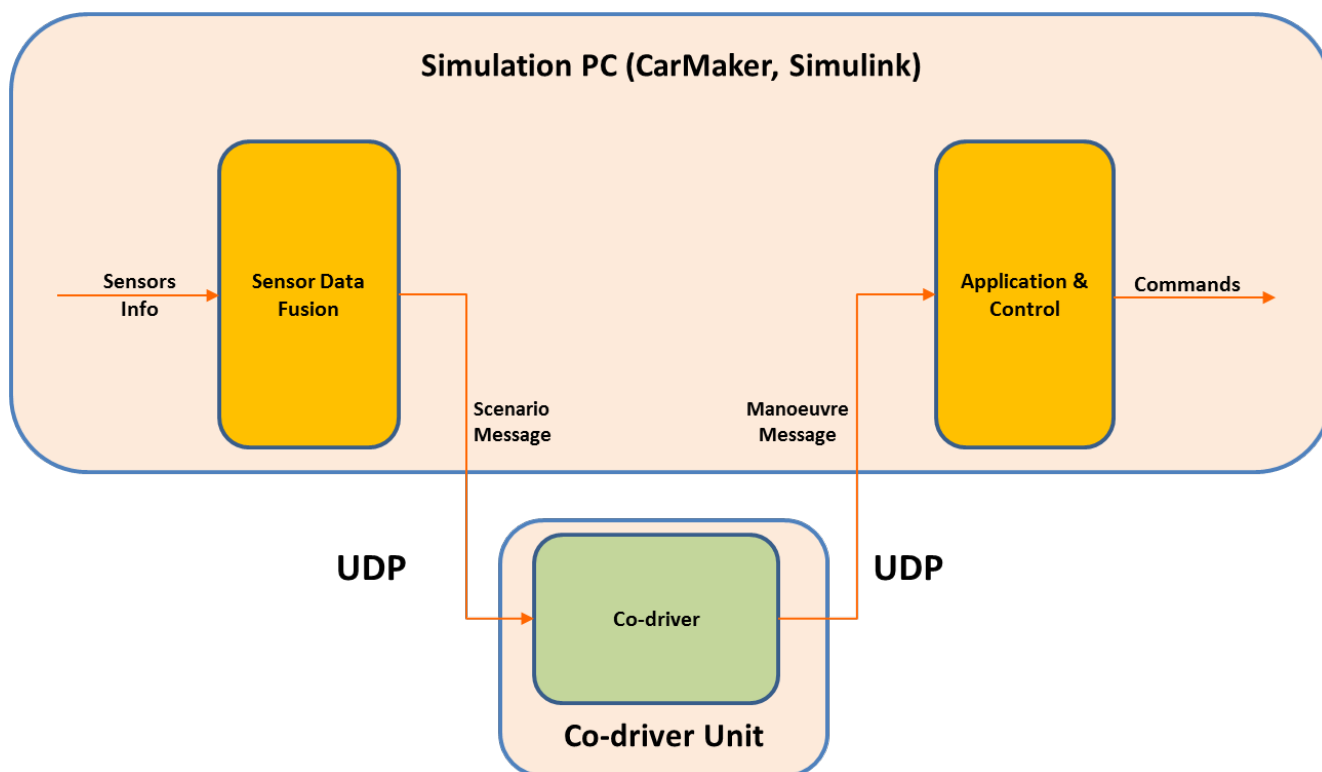 Simulation PC (CarMaker, Simulink)
Sensors
Info
Sensor Data
Fusion
Application &
Control
Commands
Scenario
Message
Manoeuvre
Message
UDP
UDP
Co-driver
Co-driver Unit